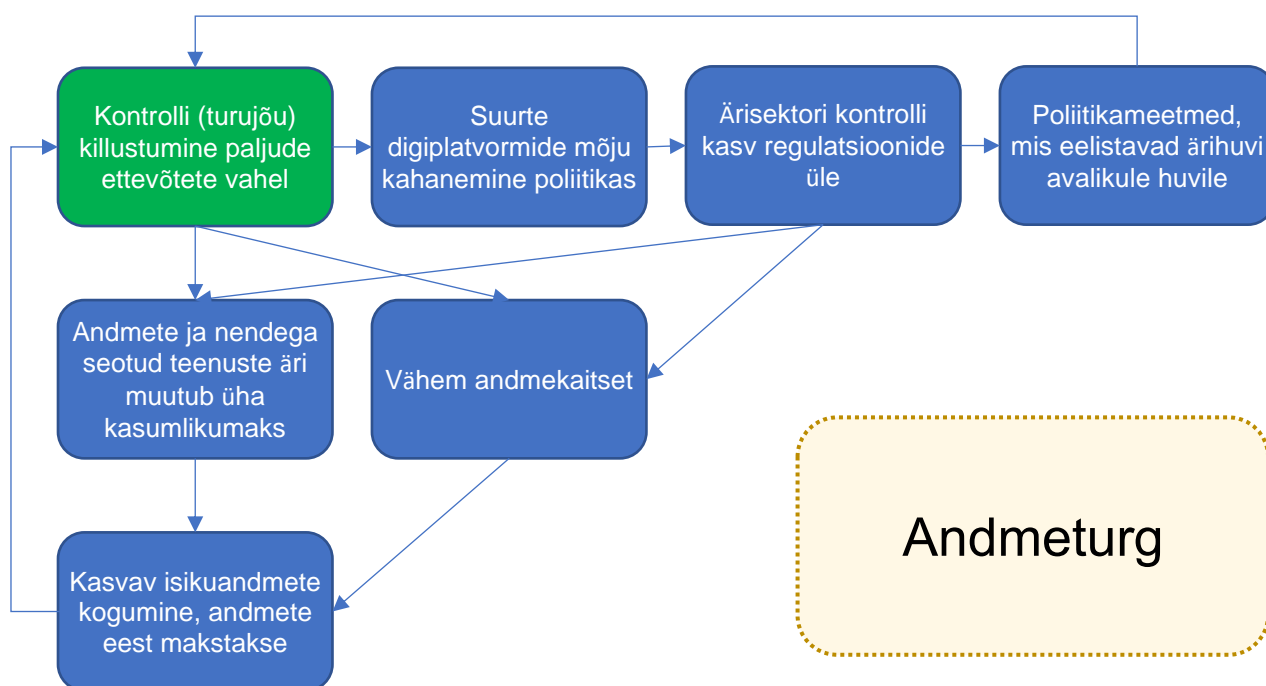 Kontrolli (turujõu)
killustumine paljude
ettevõtete vahel
Suurte
digiplatvormide mõju
kahanemine poliitikas
Ärisektori kontrolli
kasv regulatsioonide
üle
Poliitikameetmed,
mis eelistavad ärihuvi
avalikule huvile
Andmete ja nendega
seotud teenuste äri
muutub üha
kasumlikumaks
Vähem andmekaitset
Kasvav isikuandmete
kogumine, andmete
eest makstakse
Andmeturg